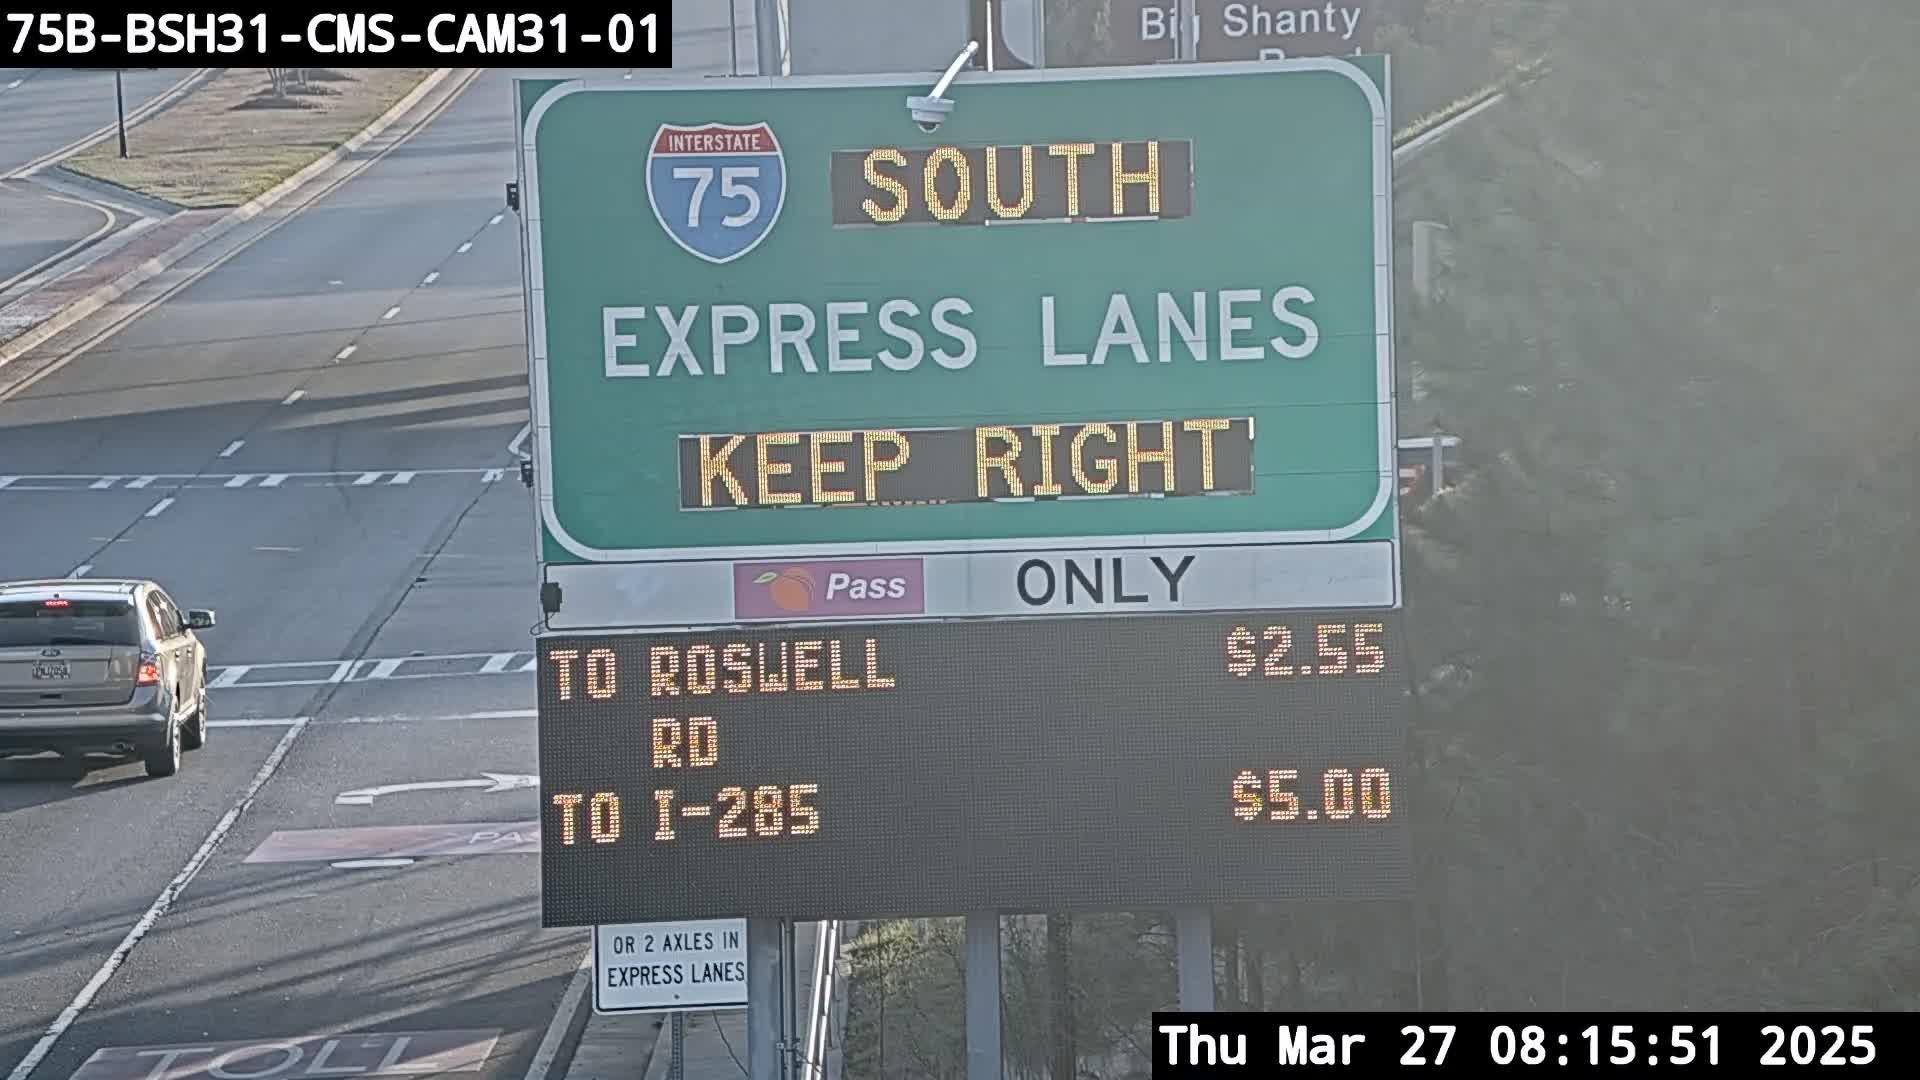 75B-BSH31-CMS-CAM31-01
Big Shanty
INTERSTATE
75
SOUTH
EXPRESS LANES
KEEP RIGHT
Pass
ONLY
TO ROSWELL $2.55
RD
TO I-285 $5.00
OR 2 AXLES IN
EXPRESS LANES
TOLL
Thu Mar 27 08:15:51 2025